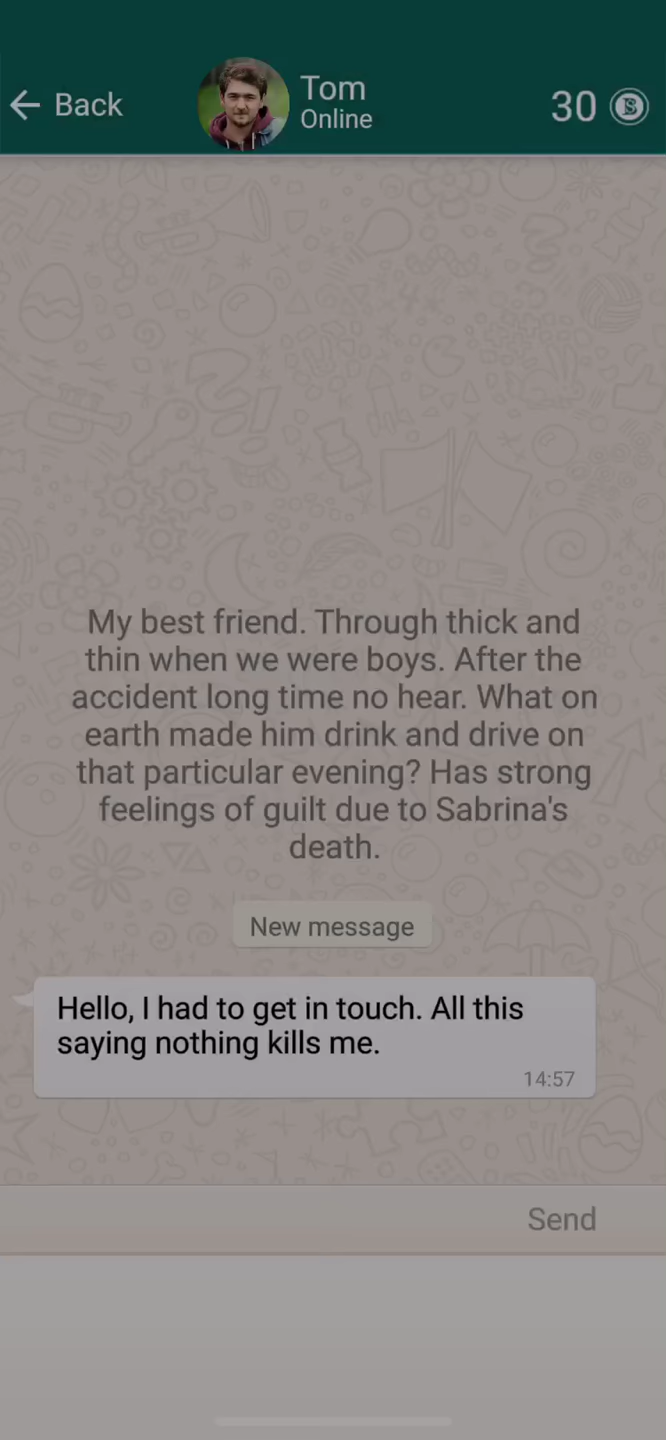 Back
Tom
Online
30
My best friend. Through thick and
thin when we were boys. After the
accident long time no hear. What on
earth made him drink and drive on
that particular evening? Has strong
feelings of guilt due to Sabrina's
death.
New message
Hello, I had to get in touch. All this
saying nothing kills me.
14:57
Send